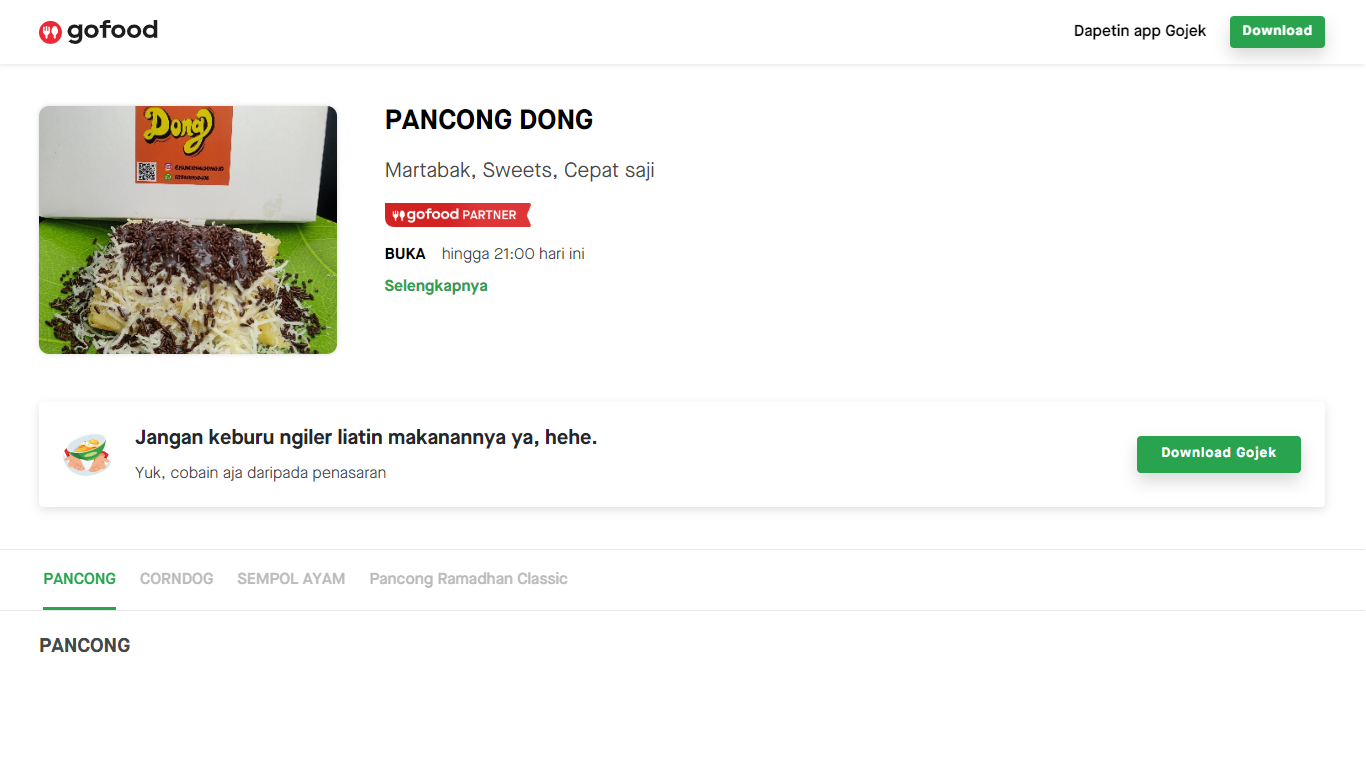 gofood
Dapetin app Gojek
Download
Dong
PANCONG DONG
Martabak, Sweets, Cepat saji
gofood PARTNER
BUKA hingga 21:00 hari ini
Selengkapnya
Jangan keburu ngiler liatin makanannya ya, hehe.
Yuk, cobain aja daripada penasaran
Download Gojek
PANCONG CORNDOG SEMPOL AYAM Pancong Ramadhan Classic
PANCONG